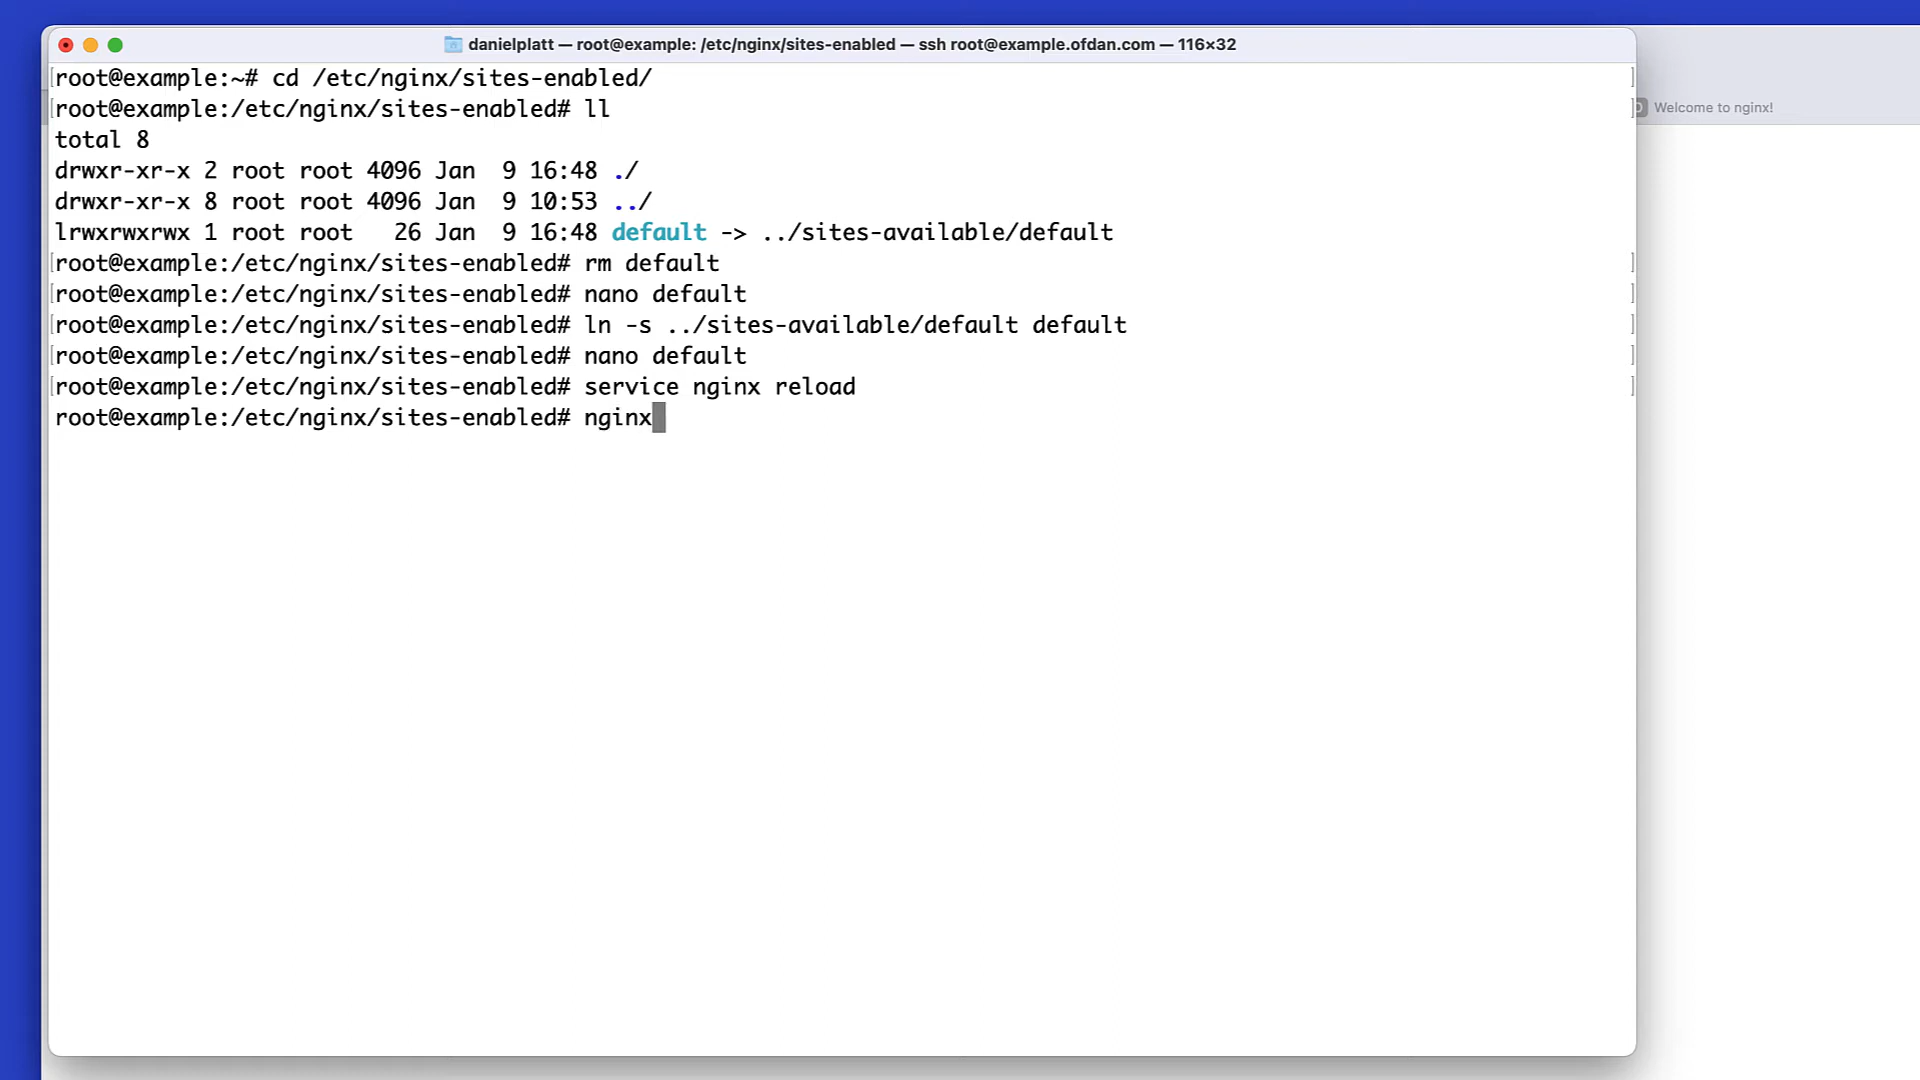 danielplatt — root@example: /etc/nginx/sites-enabled — ssh root@example.ofdan.com — 116×32
root@example:~# cd /etc/nginx/sites-enabled/
root@example:/etc/nginx/sites-enabled# ll
Welcome to nginx!
total 8
drwxr-xr-x 2 root root 4096 Jan  9 16:48 ./
drwxr-xr-x 8 root root 4096 Jan  9 10:53 ../
lrwxrwxrwx 1 root root   26 Jan  9 16:48 default -> ../sites-available/default
root@example:/etc/nginx/sites-enabled# rm default
root@example:/etc/nginx/sites-enabled# nano default
root@example:/etc/nginx/sites-enabled# ln -s ../sites-available/default default
root@example:/etc/nginx/sites-enabled# nano default
root@example:/etc/nginx/sites-enabled# service nginx reload
root@example:/etc/nginx/sites-enabled# nginx